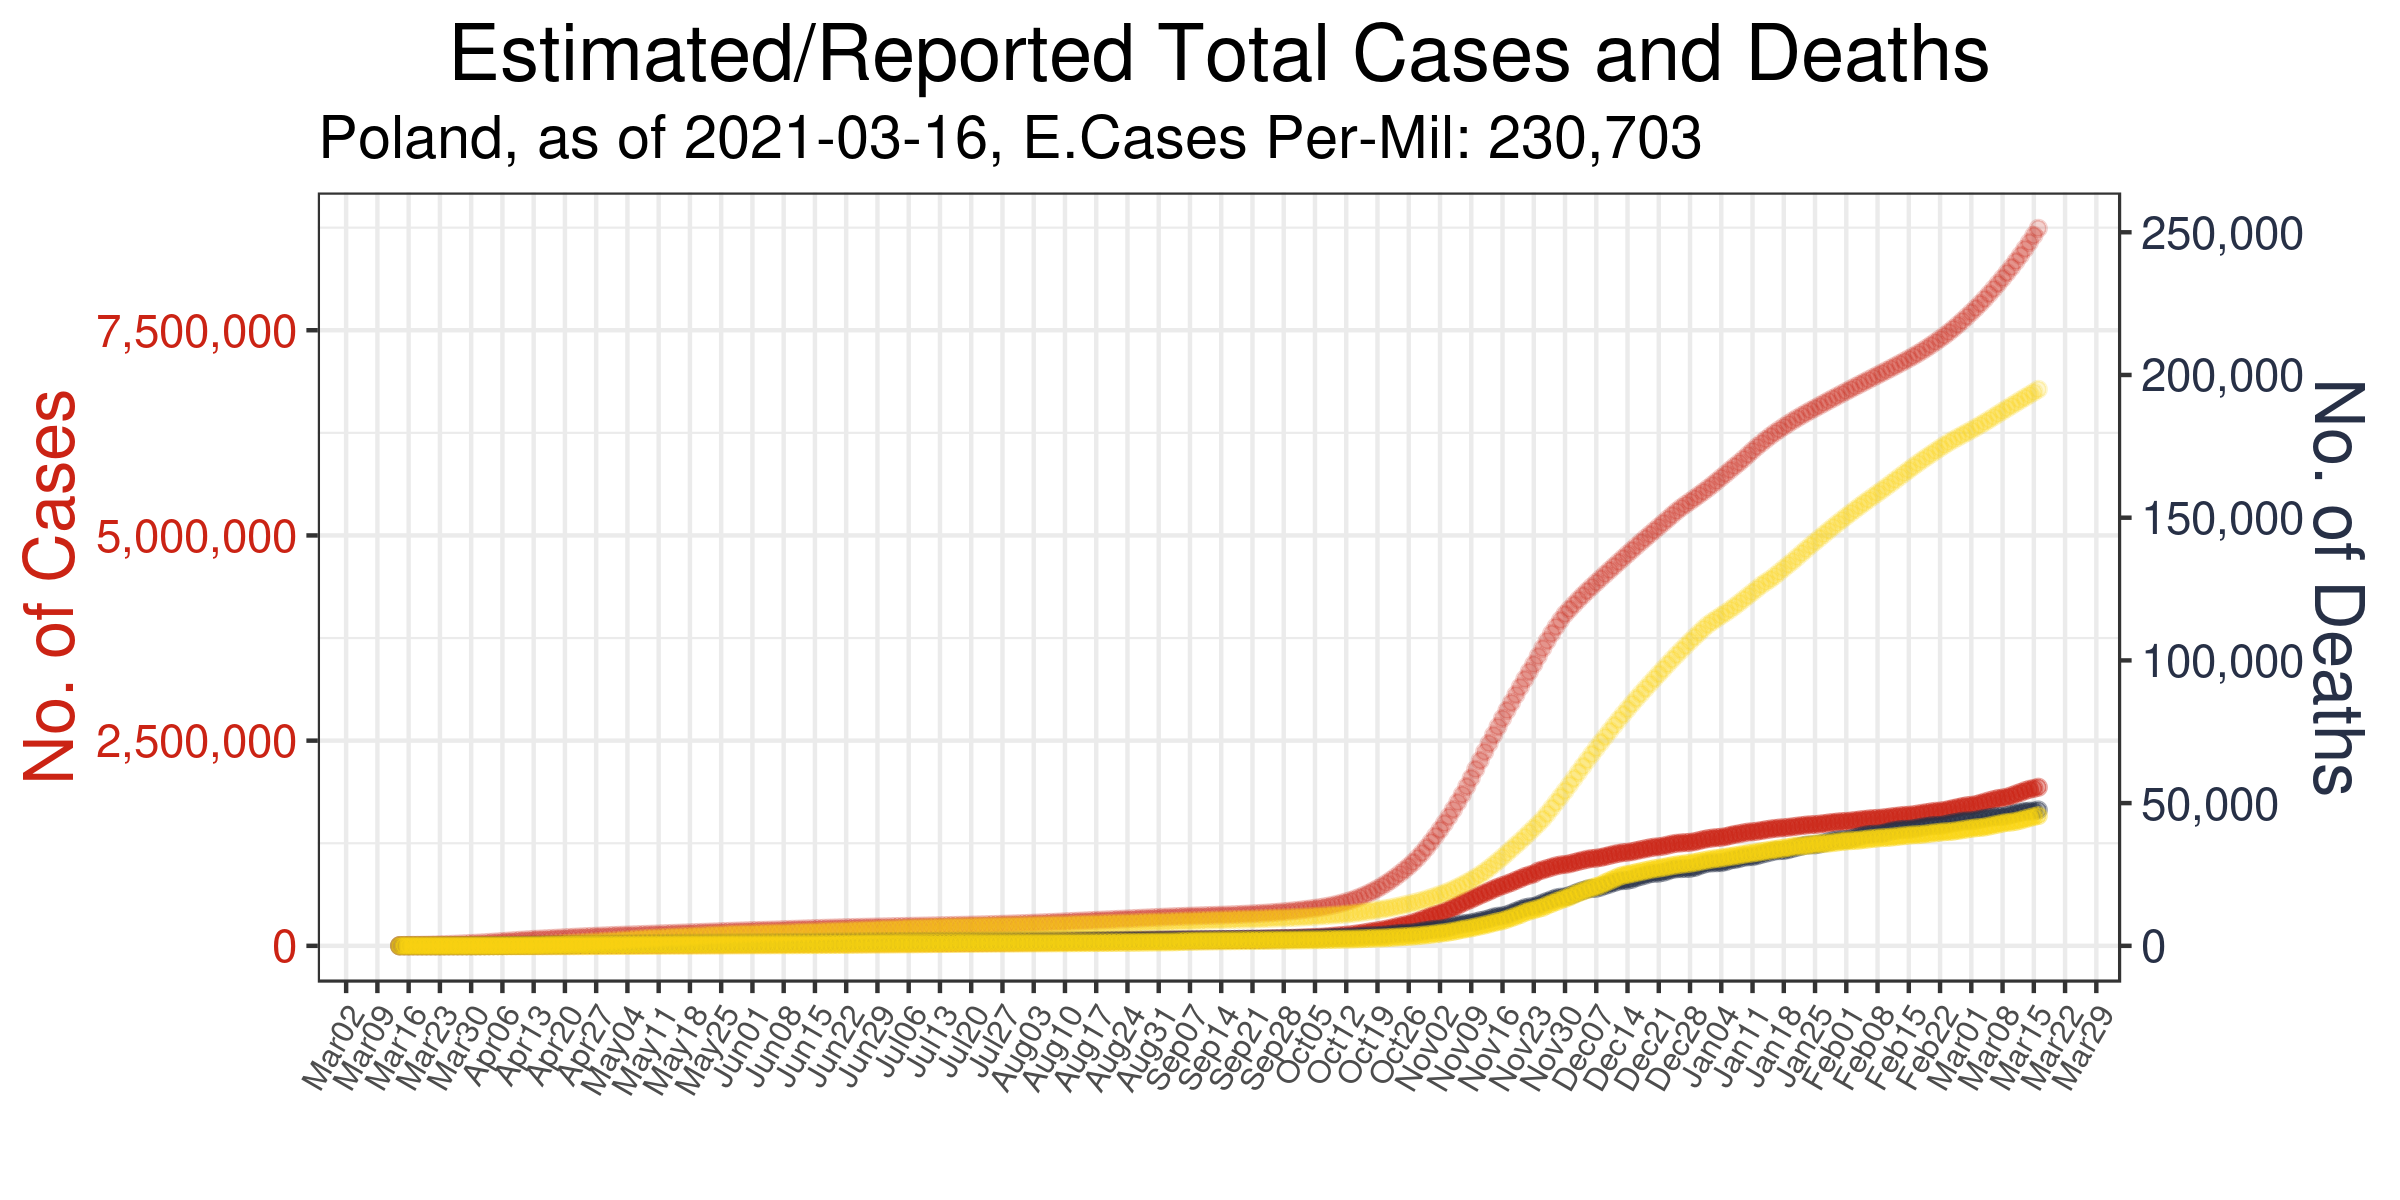 Estimated/Reported Total Cases and Deaths
Poland, as of 2021-03-16, E.Cases Per-Mil: 230,703
No. of Cases
7,500,000
5,000,000
2,500,000
0
250,000
200,000
150,000
100,000
50,000
0
No. of Deaths
Mar02
Mar09
Mar16
Mar23
Mar30
Apr06
Apr13
Apr20
Apr27
May04
May11
May18
May25
Jun01
Jun08
Jun15
Jun22
Jun29
Jul06
Jul13
Jul20
Jul27
Aug03
Aug10
Aug17
Aug24
Aug31
Sep07
Sep14
Sep21
Sep28
Oct05
Oct12
Oct19
Oct26
Nov02
Nov09
Nov16
Nov23
Nov30
Dec07
Dec14
Dec21
Dec28
Jan04
Jan11
Jan18
Jan25
Feb01
Feb08
Feb15
Feb22
Mar01
Mar08
Mar15
Mar22
Mar29